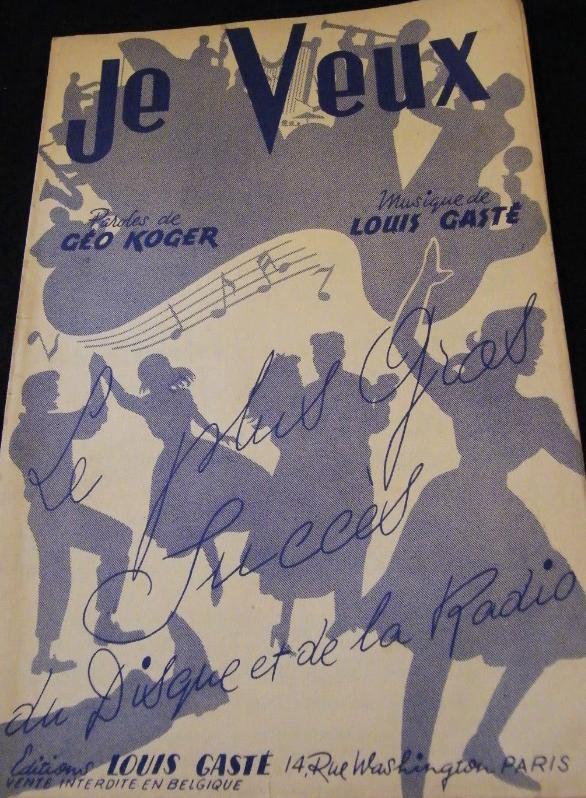 Je Veux
Paroles de
GÉO KOGER
Musique de
LOUIS GASTÉ
Le plus Gros
Succès
du Disque et de la Radio
Editions LOUIS GASTÉ 14, Rue Washington PARIS
VENTE INTERDITE EN BELGIQUE